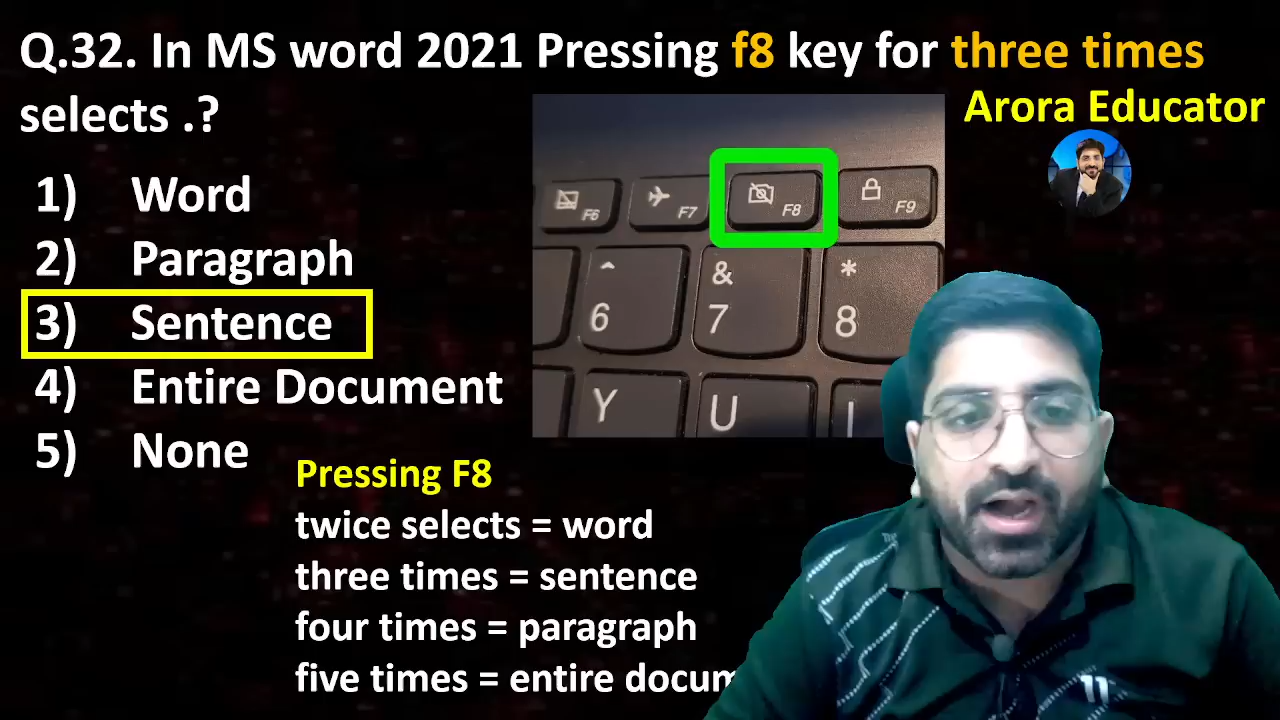 Q.32. In MS word 2021 Pressing f8 key for three times
selects .?
Arora Educator
1) Word
2) Paragraph
3) Sentence
4) Entire Document
5) None
F6 F7 F8 F9
^ & *
6 7 8
Y U I
Pressing F8
twice selects = word
three times = sentence
four times = paragraph
five times = entire